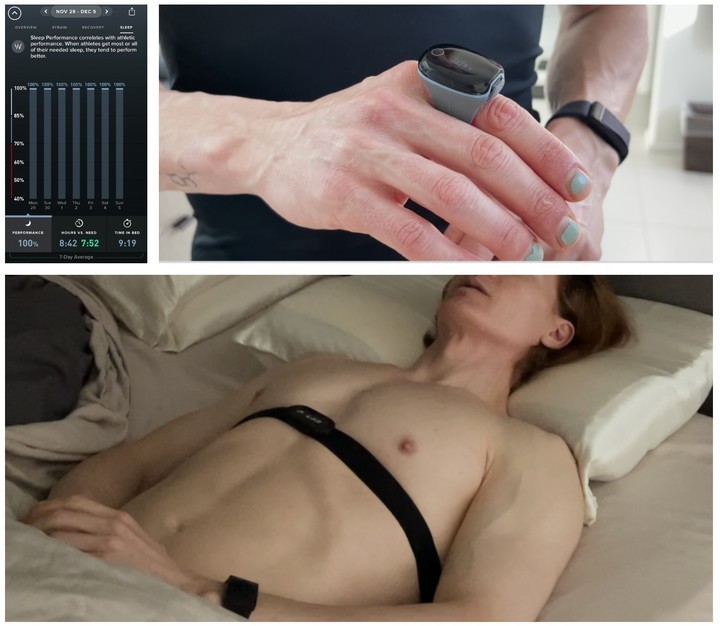 NOV 29 - DEC 5
OVERVIEW STRAIN RECOVERY SLEEP
Sleep Performance correlates with athletic
performance. When athletes get most or all
of their needed sleep, they tend to perform
better.
W
100% 100% 100% 100% 100% 100% 100%
100%
85%
70%
60%
50%
40%
Mon Tue Wed Thu Fri Sat Sun
29 30 1 2 3 4 5
PERFORMANCE HOURS VS. NEED TIME IN BED
100% 8:42 7:52 9:19
7-Day Average